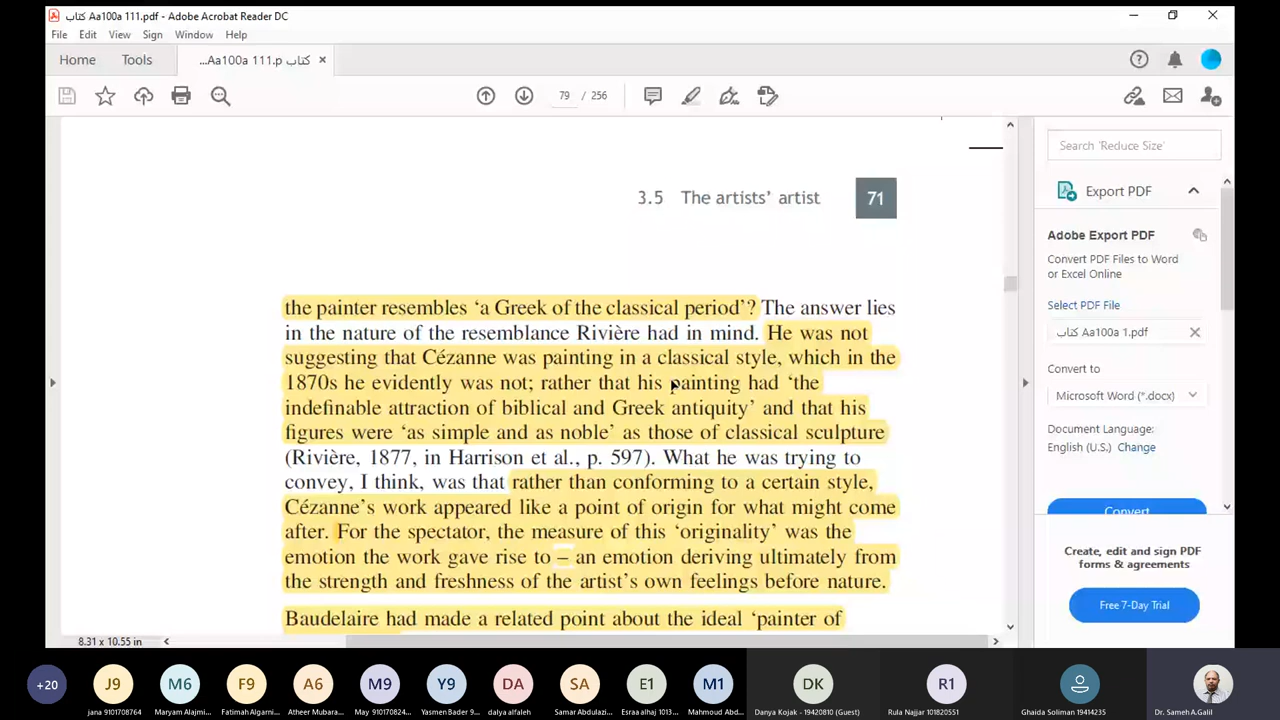 كتاب Aa100a 111.pdf - Adobe Acrobat Reader DC
File Edit View Sign Window Help
Home Tools
كتاب Aa100a 111.p... ×
79 / 256
3.5 The artists' artist 71
the painter resembles 'a Greek of the classical period'? The answer lies
in the nature of the resemblance Rivière had in mind. He was not
suggesting that Cézanne was painting in a classical style, which in the
1870s he evidently was not; rather that his painting had 'the
indefinable attraction of biblical and Greek antiquity' and that his
figures were 'as simple and as noble' as those of classical sculpture
(Rivière, 1877, in Harrison et al., p. 597). What he was trying to
convey, I think, was that rather than conforming to a certain style,
Cézanne's work appeared like a point of origin for what might come
after. For the spectator, the measure of this 'originality' was the
emotion the work gave rise to – an emotion deriving ultimately from
the strength and freshness of the artist's own feelings before nature.
Baudelaire had made a related point about the ideal 'painter of
8.31 x 10.55 in
Search 'Reduce Size'
Export PDF
Adobe Export PDF
Convert PDF Files to Word
or Excel Online
Select PDF File
كتاب Aa100a 1.pdf
Convert to
Microsoft Word (*.docx)
Document Language:
English (U.S.) Change
Convert
Create, edit and sign PDF
forms & agreements
Free 7-Day Trial
+20 J9 M6 F9 A6 M9 Y9 DA SA E1 M1 DK R1
jana 9101708764
Maryam Alajmi...
Fatimah Algarni...
Atheer Mubara...
May 910170824...
Yasmen Bader 9...
dalya alfaleh
Samar Abdulazi...
Esraa alhaj 1013...
Mahmoud Abd...
Danya Kojak - 19420810 (Guest)
Rula Najjar 101820551
Ghaida Soliman 19414235
Dr. Sameh A.Galil